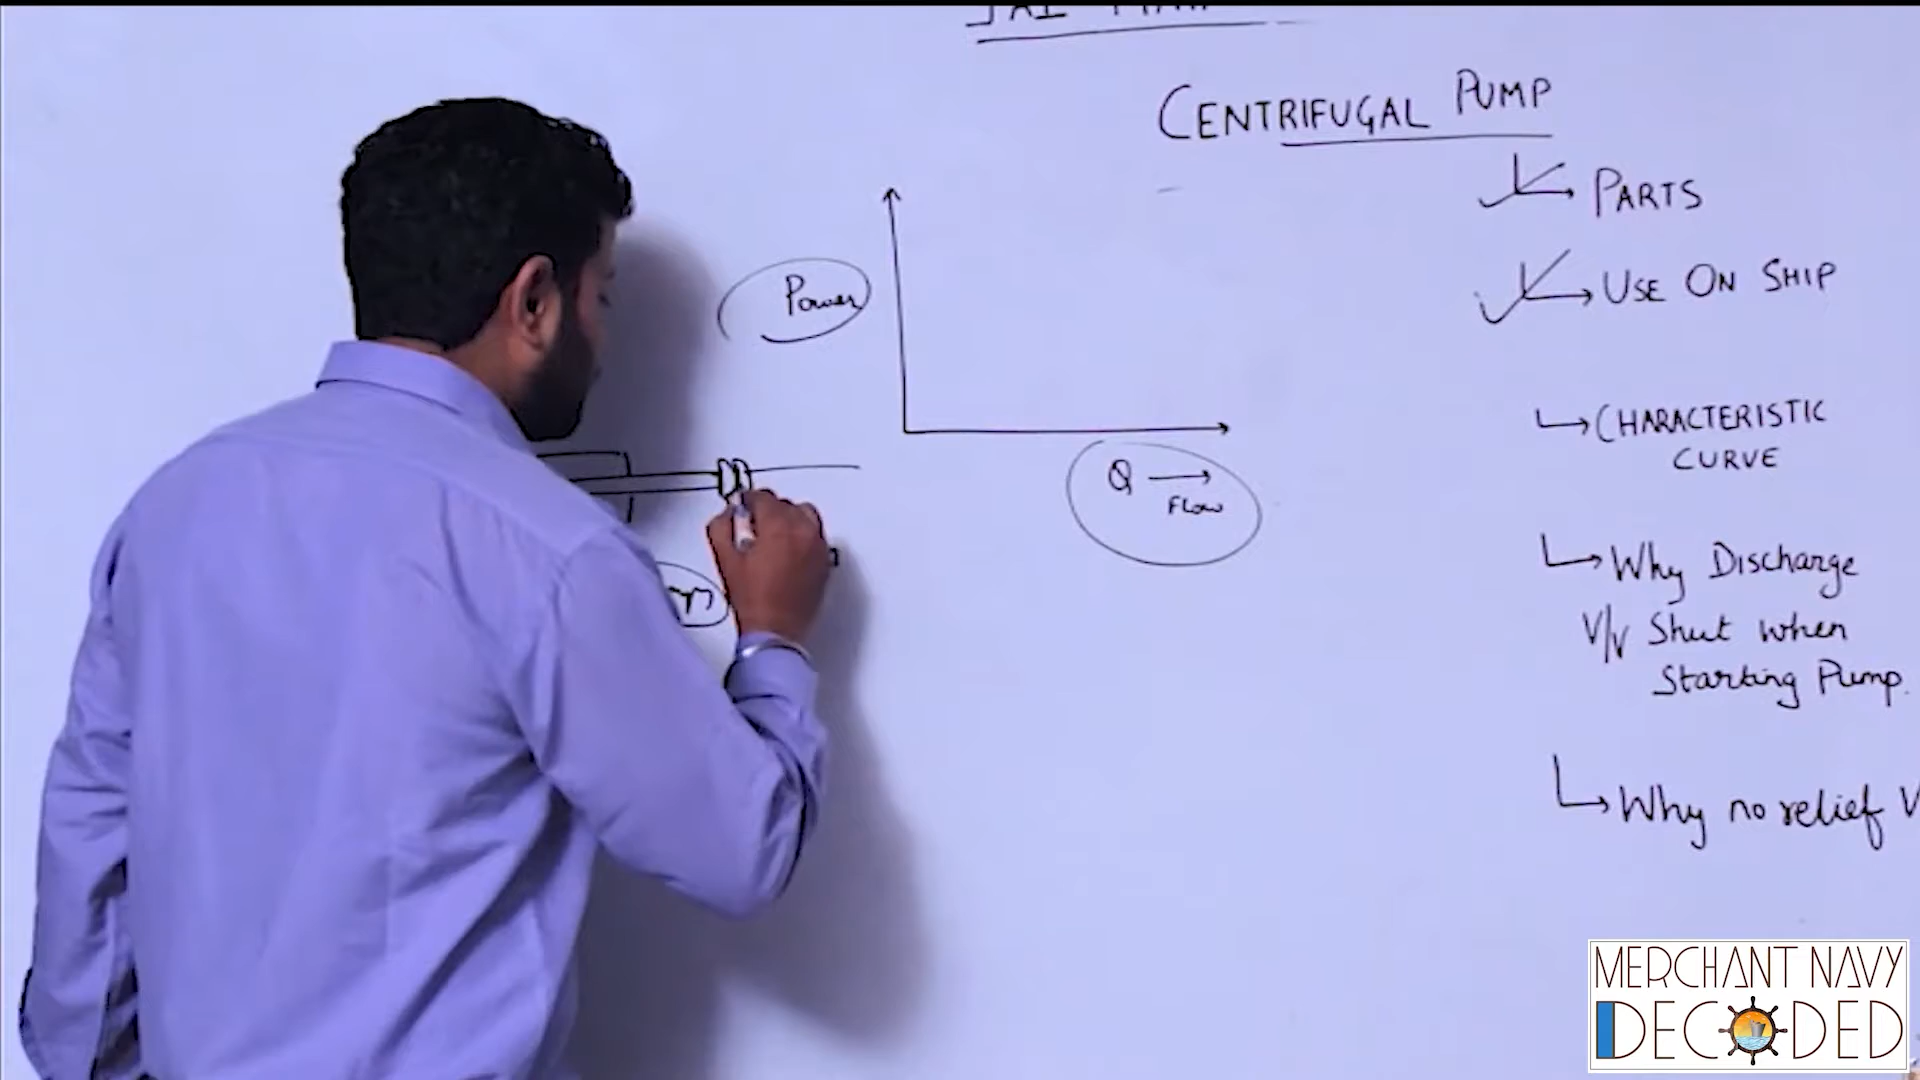 CENTRIFUGAL PUMP
PARTS
USE ON SHIP
CHARACTERISTIC
CURVE
Why Discharge
V/V Shut when
Starting Pump.
Why no relief V
Power
Q
Flow
MERCHANT NAVY
DECODED